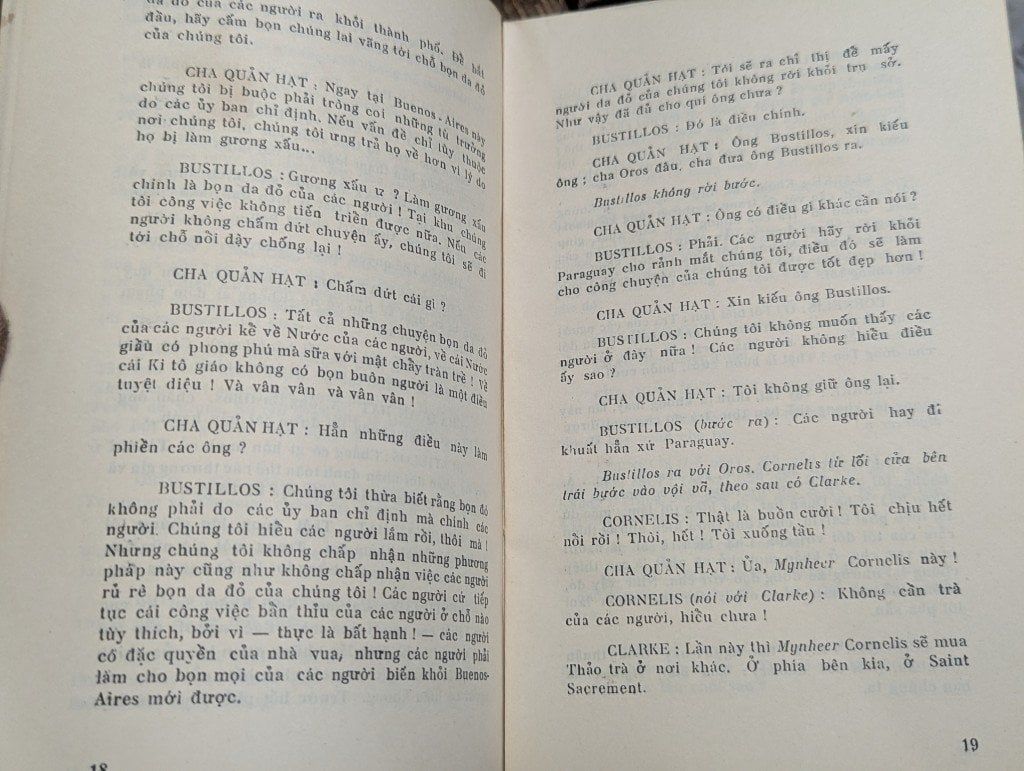 da đỏ của các người ra khỏi thành phố. Để bắt
đầu, hãy cấm bọn chúng lai vãng tới chỗ bọn da đỏ
của chúng tôi.
CHA QUẢN HẠT : Ngay tại Buenos-Aires này
chúng tôi bị buộc phải trông coi những tù trưởng
do các ủy ban chỉ định. Nếu vấn đề chỉ tùy thuộc
nơi chúng tôi, chúng tôi ưng trả họ về hơn vì lý do
họ bị làm gương xấu...
BUSTILLOS : Gương xấu ư ? Làm gương xấu
chính là bọn da đỏ của các người ! Tại khu chúng
tôi công việc không tiến triển được nữa. Nếu các
người không chấm dứt chuyện ấy, chúng tôi sẽ đi
tới chỗ nổi dậy chống lại !
CHA QUẢN HẠT : Chấm dứt cái gì ?
BUSTILLOS : Tất cả những chuyện bọn da đỏ
của các người kể về Nước của các người, về cái Nước
giầu có phong phú mà sữa với mật chẩy tràn trề ! Về
cái Ki tô giáo không có bọn buôn người là một điều
tuyệt diệu ! Và vân vân và vân vân !
CHA QUẢN HẠT : Hẳn những điều này làm
phiền các ông ?
BUSTILLOS : Chúng tôi thừa biết rằng bọn đó
không phải do các ủy ban chỉ định mà chính các
người. Chúng tôi hiểu các người lắm rồi, thôi mà !
Nhưng chúng tôi không chấp nhận những phương
pháp này cũng như không chấp nhận việc các người
rủ rê bọn da đỏ của chúng tôi ! Các người cứ tiếp
tục cái công việc bần thỉu của các người ở chỗ nào
tùy thích, bởi vì — thực là bất hạnh ! — các người
có đặc quyền của nhà vua, nhưng các người phải
làm cho bọn mọi của các người biến khỏi Buenos-
Aires mới được.
18
CHA QUẢN HẠT : Tôi sẽ ra chỉ thị để mấy
người da đỏ của chúng tôi không rời khỏi trụ sở.
Như vậy đã đủ cho quí ông chưa ?
BUSTILLOS : Đó là điều chính.
CHA QUẢN HẠT : Ông Bustillos, xin kiếu
ông ; cha Oros đâu, cha đưa ông Bustillos ra.
Bustillos không rời bước.
CHA QUẢN HẠT : Ông có điều gì khác cần nói ?
BUSTILLOS : Phải. Các người hãy rời khỏi
Paraguay cho rảnh mắt chúng tôi, điều đó sẽ làm
cho công chuyện của chúng tôi được tốt đẹp hơn !
CHA QUẢN HẠT : Xin kiếu ông Bustillos.
BUSTILLOS : Chúng tôi không muốn thấy các
người ở đây nữa ! Các người không hiểu điều
ấy sao ?
CHA QUẢN HẠT : Tôi không giữ ông lại.
BUSTILLOS (bước ra) : Các người hay đi
khuất hẳn xứ Paraguay.
Bustillos ra với Oros. Cornelis từ lối cửa bên
trái bước vào vội vã, theo sau có Clarke.
CORNELIS : Thật là buồn cười ! Tôi chịu hết
nồi rồi ! Thôi, hết ! Tôi xuống tầu !
CHA QUẢN HẠT : Ủa, Mynheer Cornelis này !
CORNELIS (nói với Clarke) : Không cần trà
của các người, hiểu chưa !
CLARKE : Lần này thì Mynheer Cornelis sẽ mua
Thảo trà ở nơi khác. Ở phía bên kia, ở Saint
Sacrement.
19